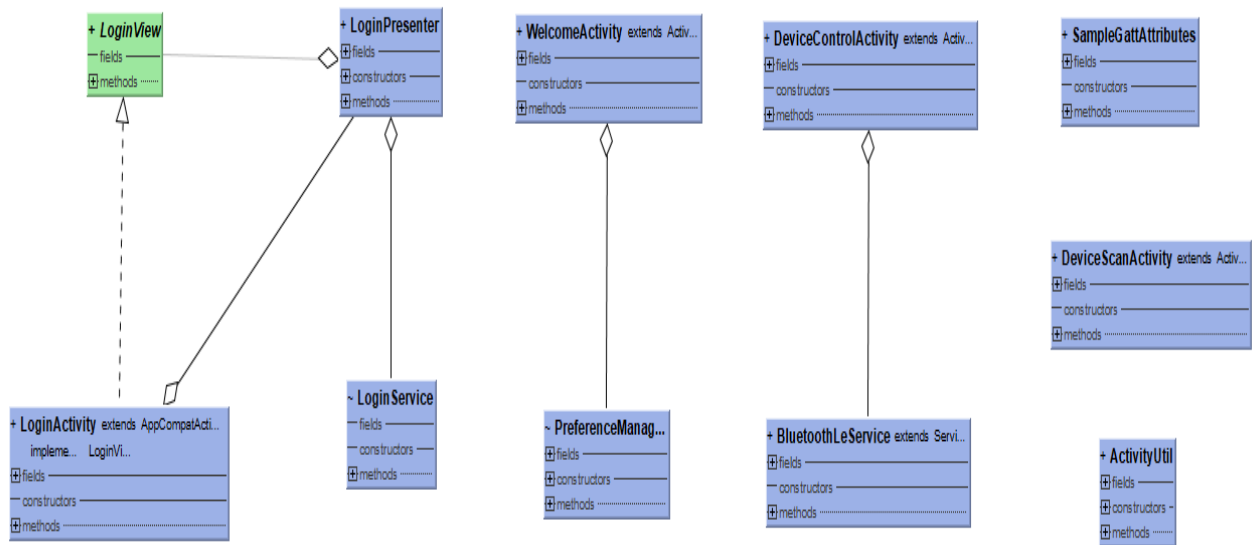 + LoginView
fields
methods
+ LoginPresenter
fields
constructors
methods
+ WelcomeActivity extends Activ...
fields
constructors
methods
+ DeviceControlActivity extends Activ...
fields
constructors
methods
+ SampleGattAttributes
fields
constructors
methods
+ DeviceScanActivity extends Activ...
fields
constructors
methods
+ LoginActivity extends AppCompatActi...
impleme... LoginVi...
fields
constructors
methods
~ LoginService
fields
constructors
methods
~ PreferenceManag...
fields
constructors
methods
+ BluetoothLeService extends Servi...
fields
constructors
methods
+ ActivityUtil
fields
constructors
methods